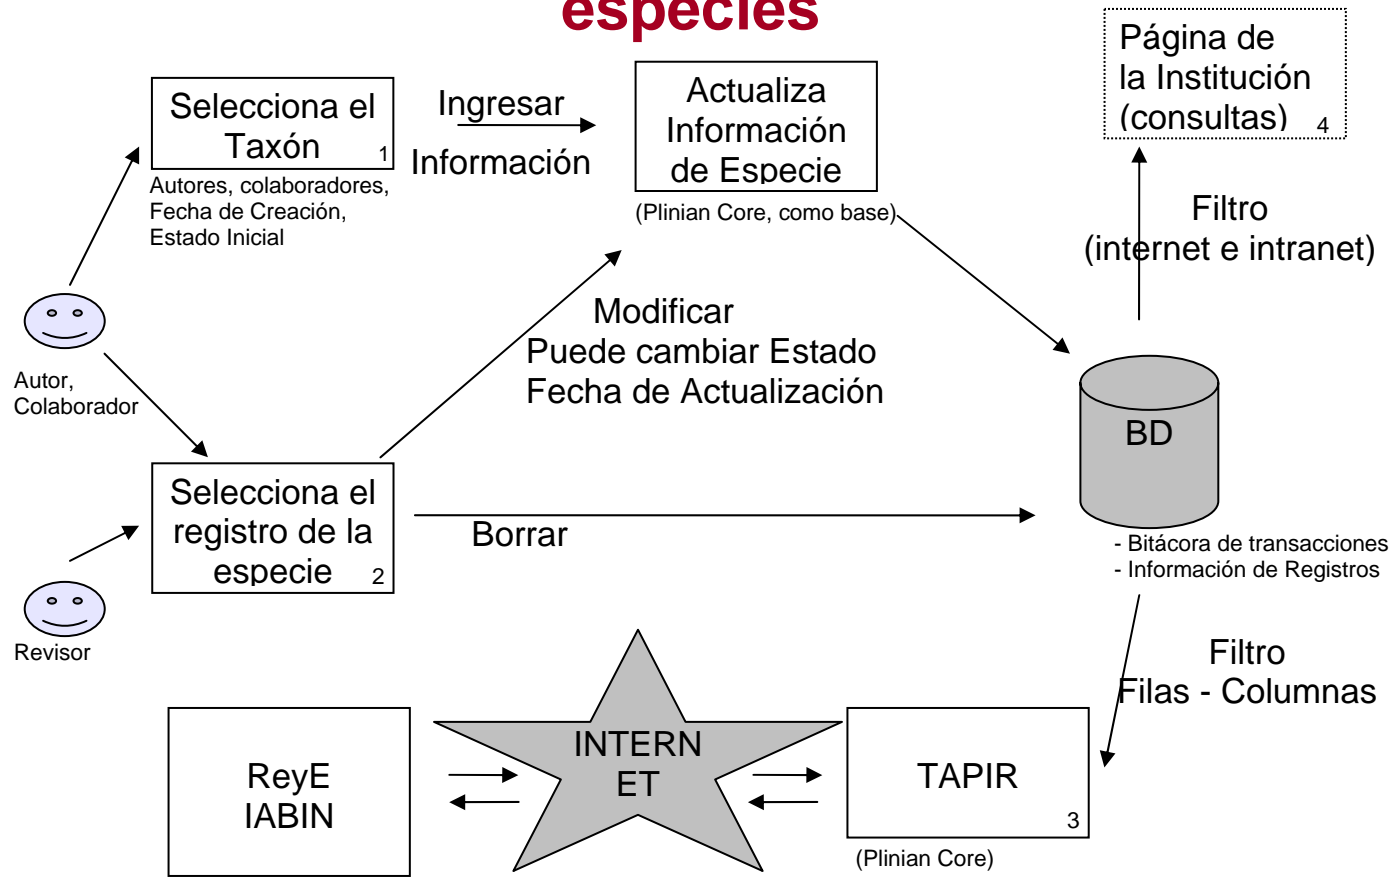 especies
Página de
la Institución
(consultas) 4
Selecciona el
Taxón 1
Ingresar
Información
Actualiza
Información
de Especie
Autores, colaboradores,
Fecha de Creación,
Estado Inicial
(Plinian Core, como base)
Filtro
(internet e intranet)
Modificar
Puede cambiar Estado
Fecha de Actualización
Autor,
Colaborador
BD
Selecciona el
registro de la
especie 2
Borrar
- Bitácora de transacciones
- Información de Registros
Revisor
Filtro
Filas - Columnas
ReyE
IABIN
INTERN
ET
TAPIR
3
(Plinian Core)